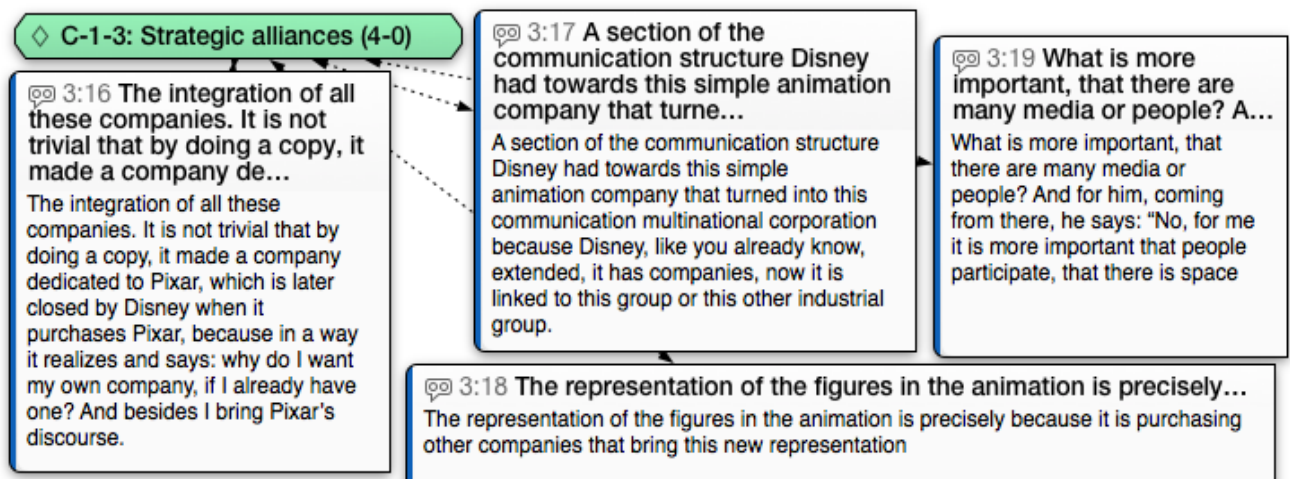 ◇ C-1-3: Strategic alliances (4-0)
3:16 The integration of all
these companies. It is not
trivial that by doing a copy, it
made a company de...
The integration of all these
companies. It is not trivial that by
doing a copy, it made a company
dedicated to Pixar, which is later
closed by Disney when it
purchases Pixar, because in a way
it realizes and says: why do I want
my own company, if I already have
one? And besides I bring Pixar's
discourse.
3:17 A section of the
communication structure Disney
had towards this simple animation
company that turne...
A section of the communication structure
Disney had towards this simple
animation company that turned into this
communication multinational corporation
because Disney, like you already know,
extended, it has companies, now it is
linked to this group or this other industrial
group.
3:19 What is more
important, that there are
many media or people? A...
What is more important, that
there are many media or
people? And for him, coming
from there, he says: “No, for me
it is more important that people
participate, that there is space
3:18 The representation of the figures in the animation is precisely...
The representation of the figures in the animation is precisely because it is purchasing
other companies that bring this new representation